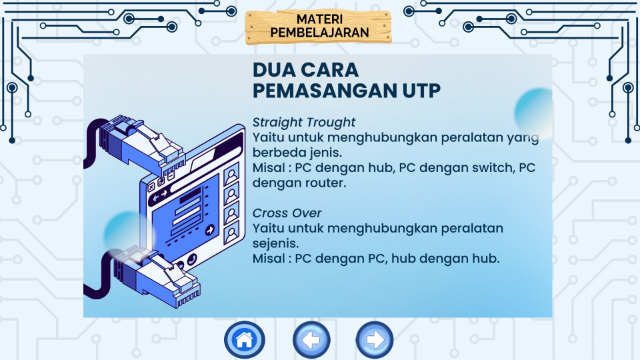 MATERI
PEMBELAJARAN
DUA CARA
PEMASANGAN UTP
Straight Trought
Yaitu untuk menghubungkan peralatan yang
berbeda jenis.
Misal : PC dengan hub, PC dengan switch, PC
dengan router.
Cross Over
Yaitu untuk menghubungkan peralatan
sejenis.
Misal : PC dengan PC, hub dengan hub.